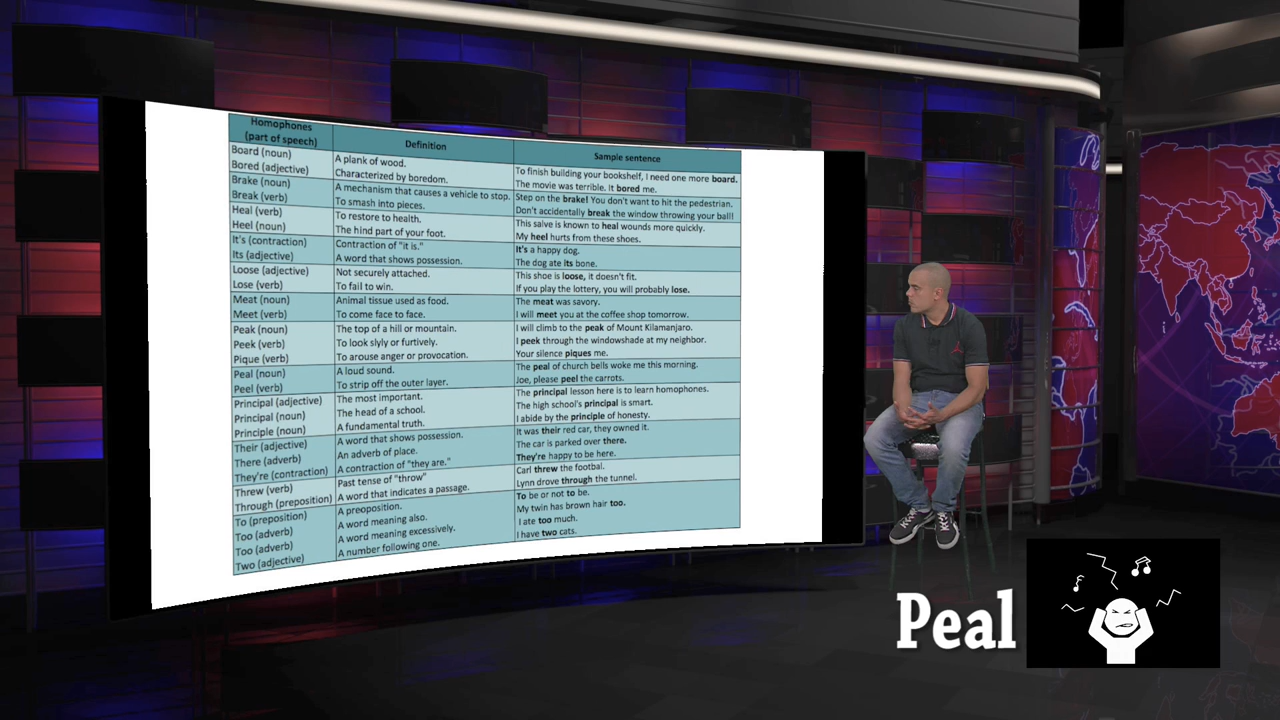 Homophones (part of speech) Definition Sample sentence
Board (noun) A plank of wood. To finish building your bookshelf, I need one more board.
Bored (adjective) Characterized by boredom. The movie was terrible. It bored me.
Brake (noun) A mechanism that causes a vehicle to stop. Step on the brake! You don't want to hit the pedestrian.
Break (verb) To smash into pieces. Don't accidentally break the window throwing your ball!
Heal (verb) To restore to health. This salve is known to heal wounds more quickly.
Heel (noun) The hind part of your foot. My heel hurts from these shoes.
It's (contraction) Contraction of "it is." It's a happy dog.
Its (adjective) A word that shows possession. The dog ate its bone.
Loose (adjective) Not securely attached. This shoe is loose, it doesn't fit.
Lose (verb) To fail to win. If you play the lottery, you will probably lose.
Meat (noun) Animal tissue used as food. The meat was savory.
Meet (verb) To come face to face. I will meet you at the coffee shop tomorrow.
Peak (noun) The top of a hill or mountain. I will climb to the peak of Mount Kilamanjaro.
Peek (verb) To look slyly or furtively. I peek through the windowshade at my neighbor.
Pique (verb) To arouse anger or provocation. Your silence piques me.
Peal (noun) A loud sound. The peal of church bells woke me this morning.
Peel (verb) To strip off the outer layer. Joe, please peel the carrots.
Principal (adjective) The most important. The principal lesson here is to learn homophones.
Principal (noun) The head of a school. The high school's principal is smart.
Principle (noun) A fundamental truth. I abide by the principle of honesty.
Their (adjective) A word that shows possession. It was their red car, they owned it.
There (adverb) An adverb of place. The car is parked over there.
They're (contraction) A contraction of "they are." They're happy to be here.
Threw (verb) Past tense of "throw" Carl threw the footbal.
Through (preposition) A word that indicates a passage. Lynn drove through the tunnel.
To (preposition) A preoposition. To be or not to be.
Too (adverb) A word meaning also. My twin has brown hair too.
Too (adverb) A word meaning excessively. I ate too much.
Two (adjective) A number following one. I have two cats.
Peal